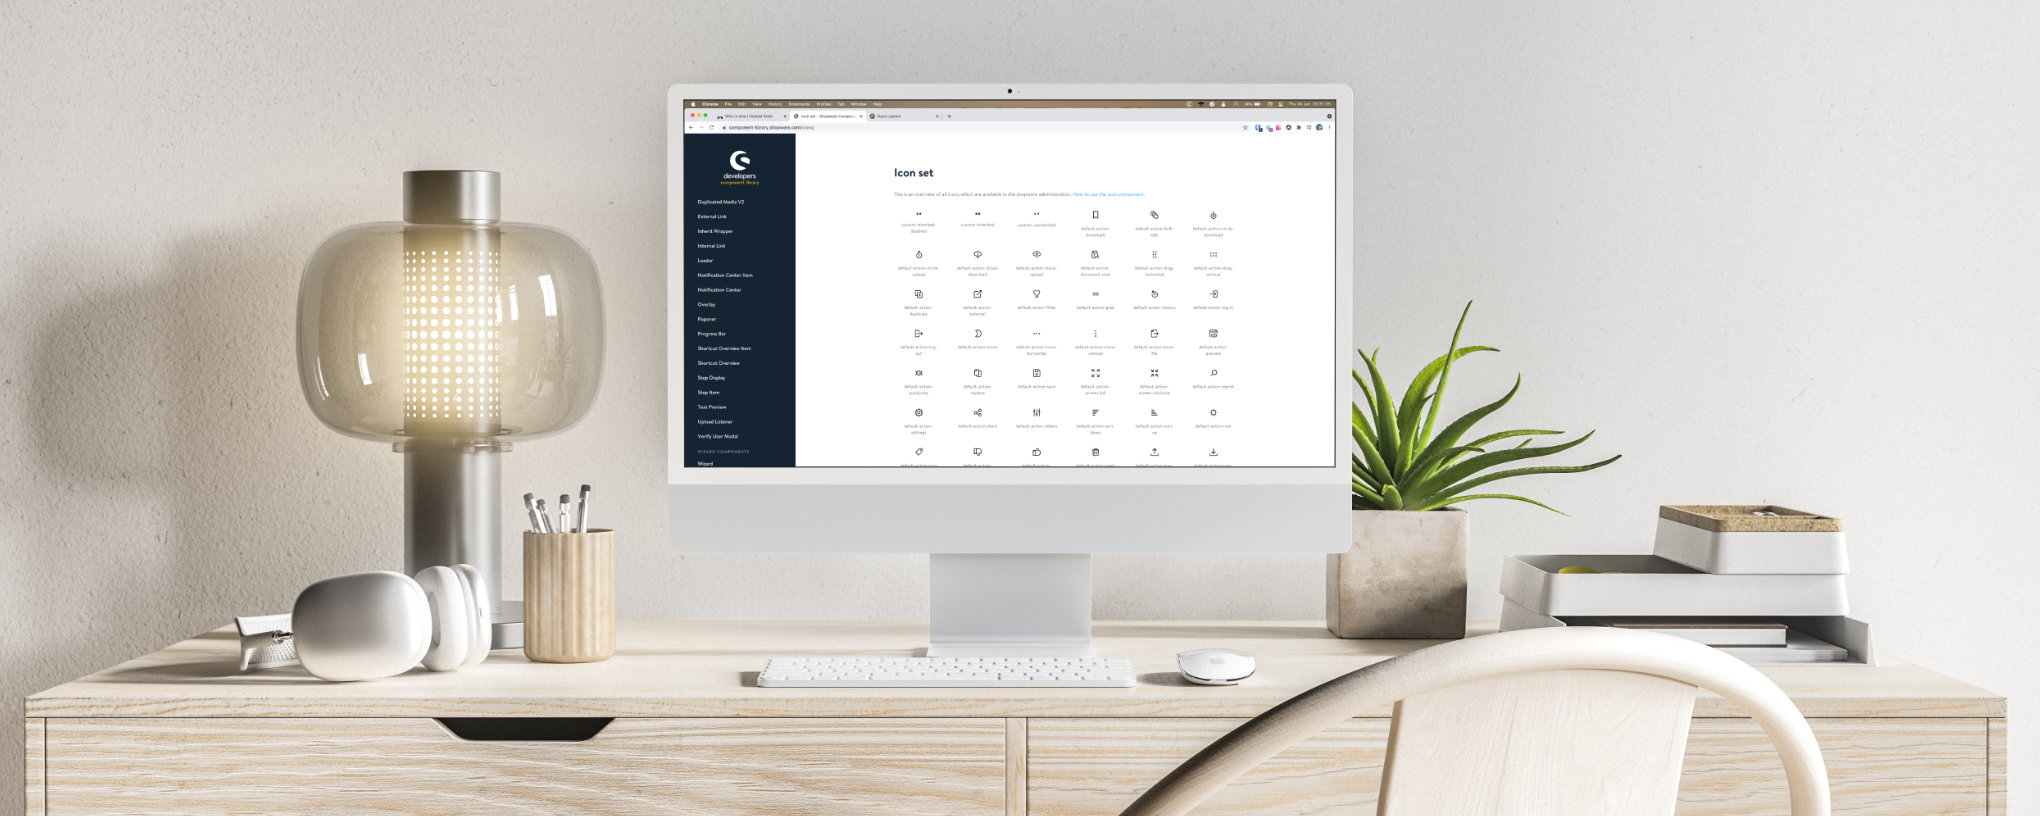 Chrome File Edit View History Bookmarks Profiles Tab Window Help
Icon set - Shopware Compon
component-library.shopware.com/icons/
developers
component library
Duplicated Media V2
External Link
Inherit Wrapper
Internal Link
Loader
Notification Center Item
Notification Center
Overlay
Popover
Progress Bar
Shortcut Overview Item
Shortcut Overview
Step Display
Step Item
Text Preview
Upload Listener
Verify User Modal
WIZARD COMPONENTS
Wizard
Icon set
This is an overview of all icons which are available in the shopware administration. How to use the icon component.
custom-inherited-
disabled
custom-inherited
custom-uninherited
default-action-
bookmark
default-action-bulk-
edit
default-action-circle-
download
default-action-circle-
upload
default-action-cloud-
download
default-action-cloud-
upload
default-action-
document-view
default-action-drag-
horizontal
default-action-drag-
vertical
default-action-
duplicate
default-action-
external
default-action-filter
default-action-grab
default-action-history
default-action-log-in
default-action-log-
out
default-action-moon
default-action-more-
horizontal
default-action-more-
vertical
default-action-move-
file
default-action-
preview
default-action-
default-action-
replace
default-action-save
default-action-
screen-full
default-action-
screen-minimize
default-action-search
default-action-
settings
default-action-share
default-action-sliders
default-action-sort-
down
default-action-sort-
up
default-action-sun